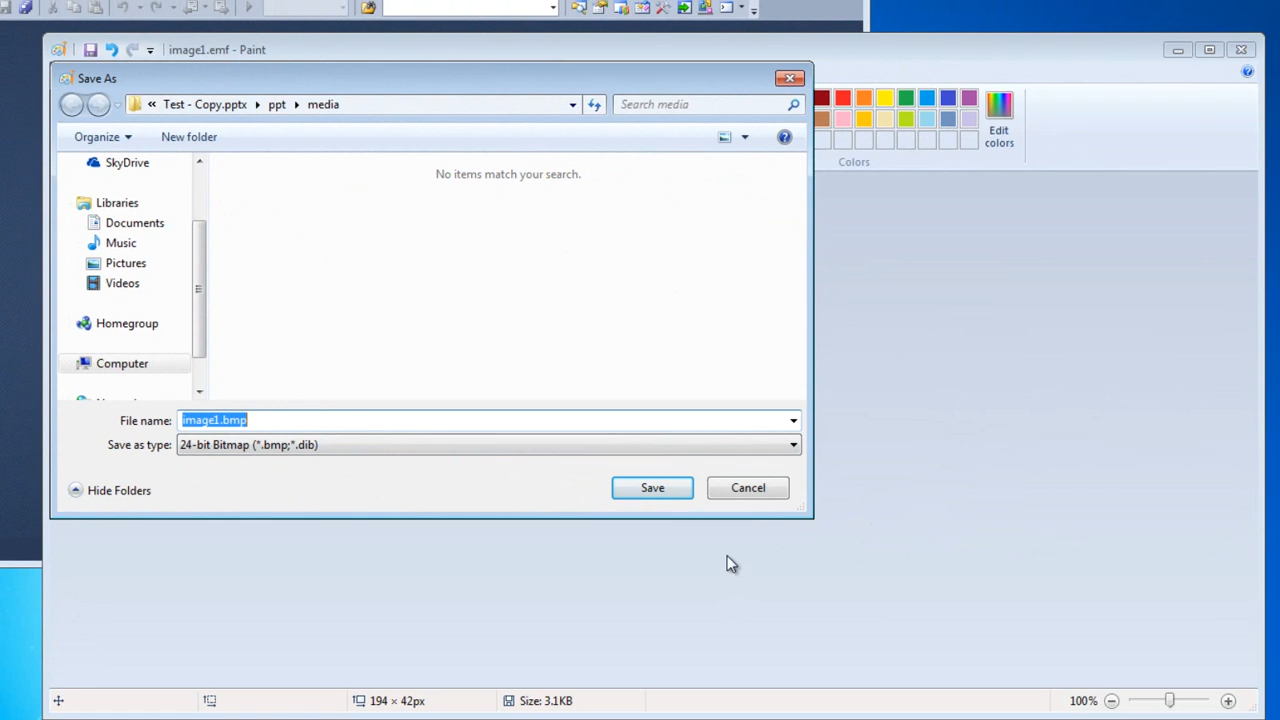 image1.emf - Paint
Save As
« Test - Copy.pptx ppt media
Search media
Organize
New folder
No items match your search.
SkyDrive
Libraries
Documents
Music
Pictures
Videos
Homegroup
Computer
Edit
colors
Colors
File name: image1.bmp
Save as type: 24-bit Bitmap (*.bmp;*.dib)
Hide Folders
Save
Cancel
194 × 42px
Size: 3.1KB
100%